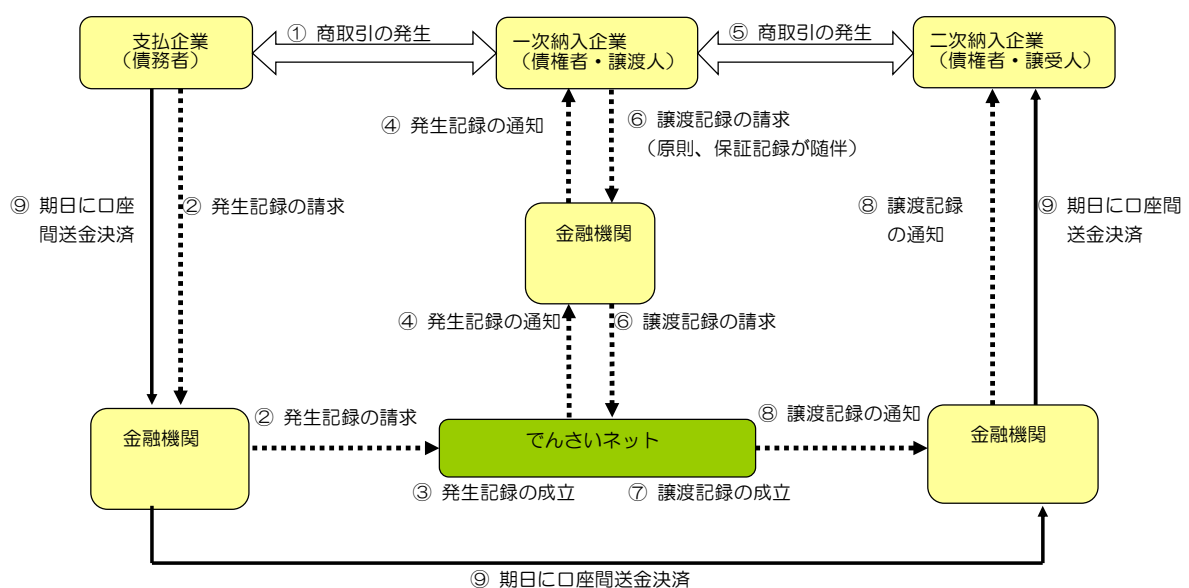 ① 商取引の発生
⑤ 商取引の発生
支払企業
（債務者）
一次納入企業
（債権者・譲渡人）
二次納入企業
（債権者・譲受人）
④ 発生記録の通知
⑥ 譲渡記録の請求
（原則、保証記録が随伴）
⑨ 期日に口座
間送金決済
② 発生記録の請求
⑧ 譲渡記録
の通知
⑨ 期日に口座間
送金決済
金融機関
④ 発生記録の通知
⑥ 譲渡記録の請求
② 発生記録の請求
⑧ 譲渡記録の通知
金融機関
でんさいネット
金融機関
③ 発生記録の成立
⑦ 譲渡記録の成立
⑨ 期日に口座間送金決済